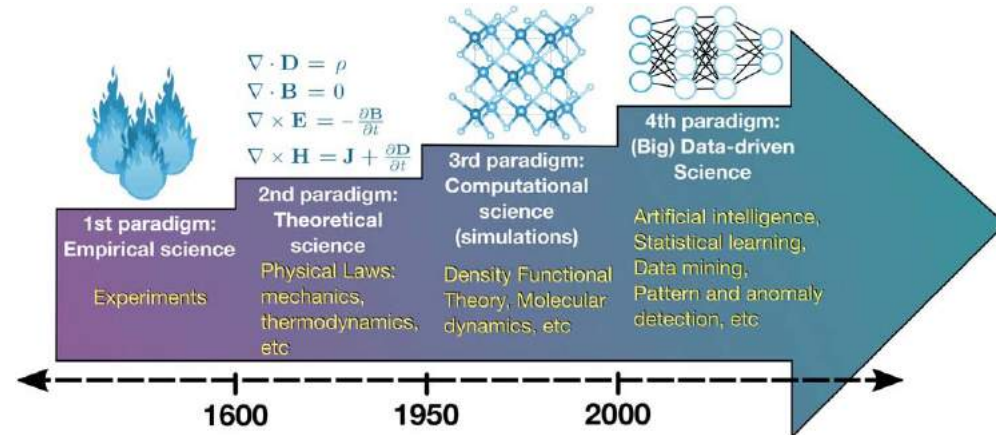 ∇ · D = ρ
∇ · B = 0
∇ × E = −∂B/∂t
∇ × H = J + ∂D/∂t
1st paradigm:
Empirical science
Experiments
2nd paradigm:
Theoretical
science
Physical Laws:
mechanics,
thermodynamics,
etc
3rd paradigm:
Computational
science
(simulations)
Density Functional
Theory, Molecular
dynamics, etc
4th paradigm:
(Big) Data-driven
Science
Artificial intelligence,
Statistical learning,
Data mining,
Pattern and anomaly
detection, etc
1600
1950
2000